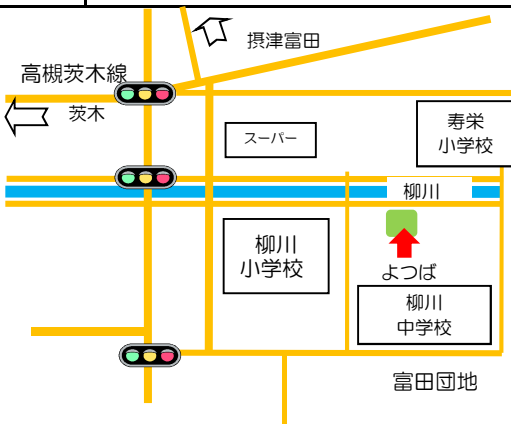 摂津富田
高槻茨木線
茨木
スーパー
寿栄
小学校
柳川
柳川
小学校
よつば
柳川
中学校
富田団地